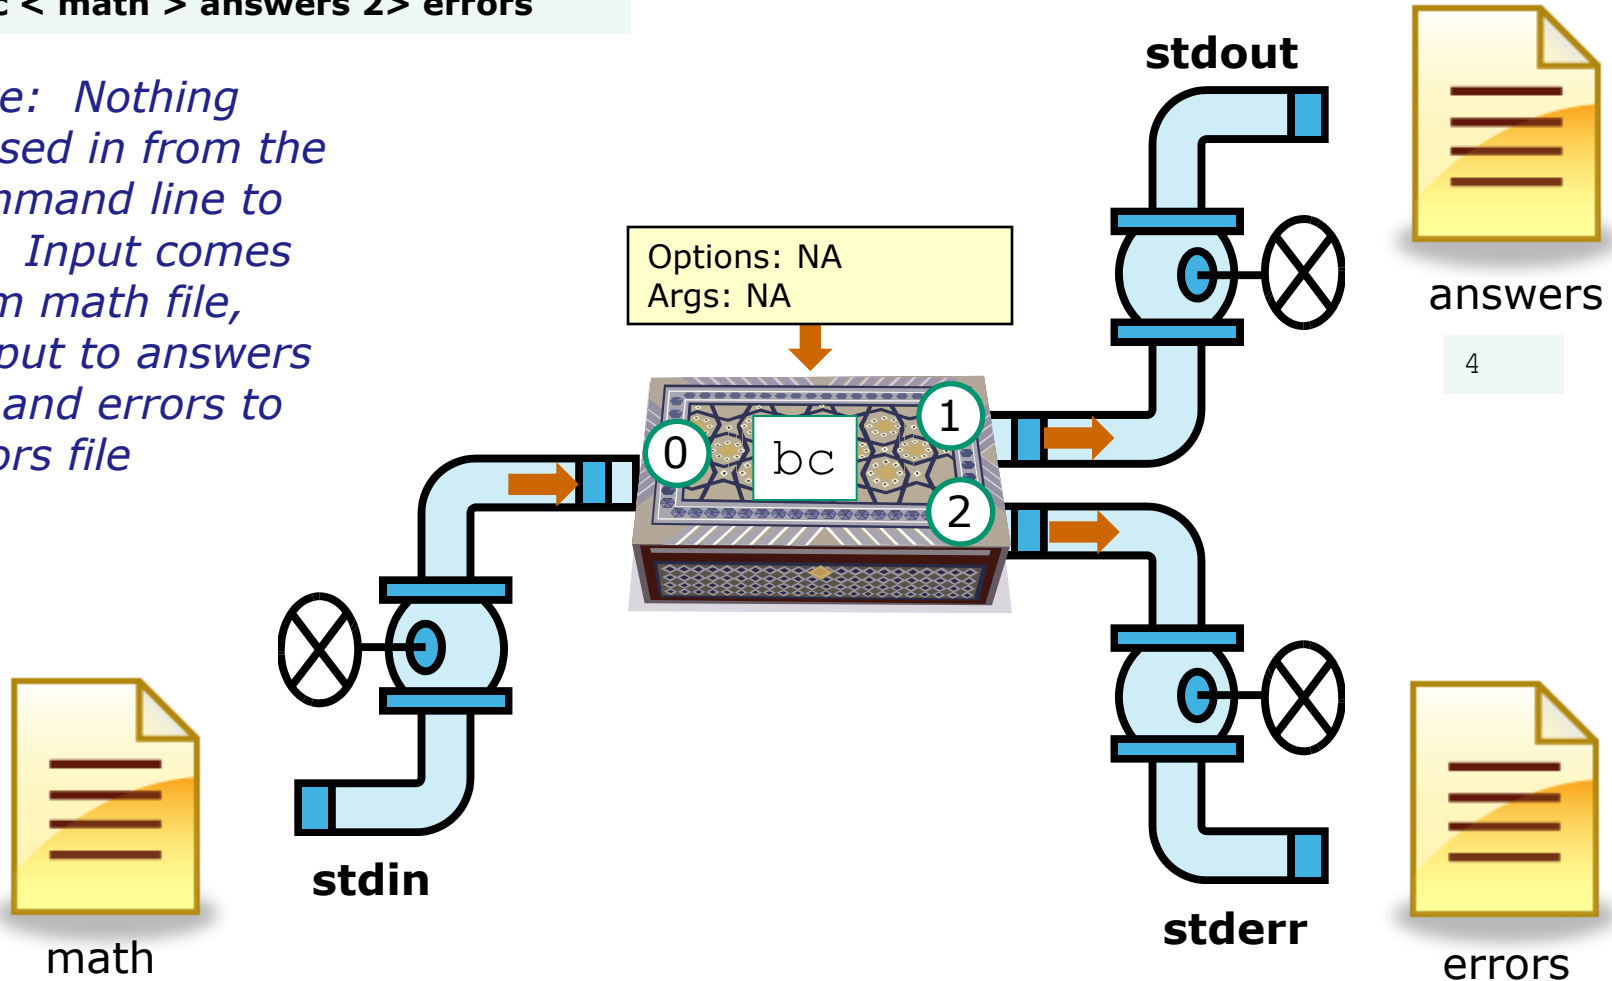 c < math > answers 2> errors
e: Nothing
sed in from the
mmand line to
Input comes
m math file,
put to answers
and errors to
ors file
stdout
answers
4
Options: NA
Args: NA
0
bc
1
2
stdin
math
stderr
errors